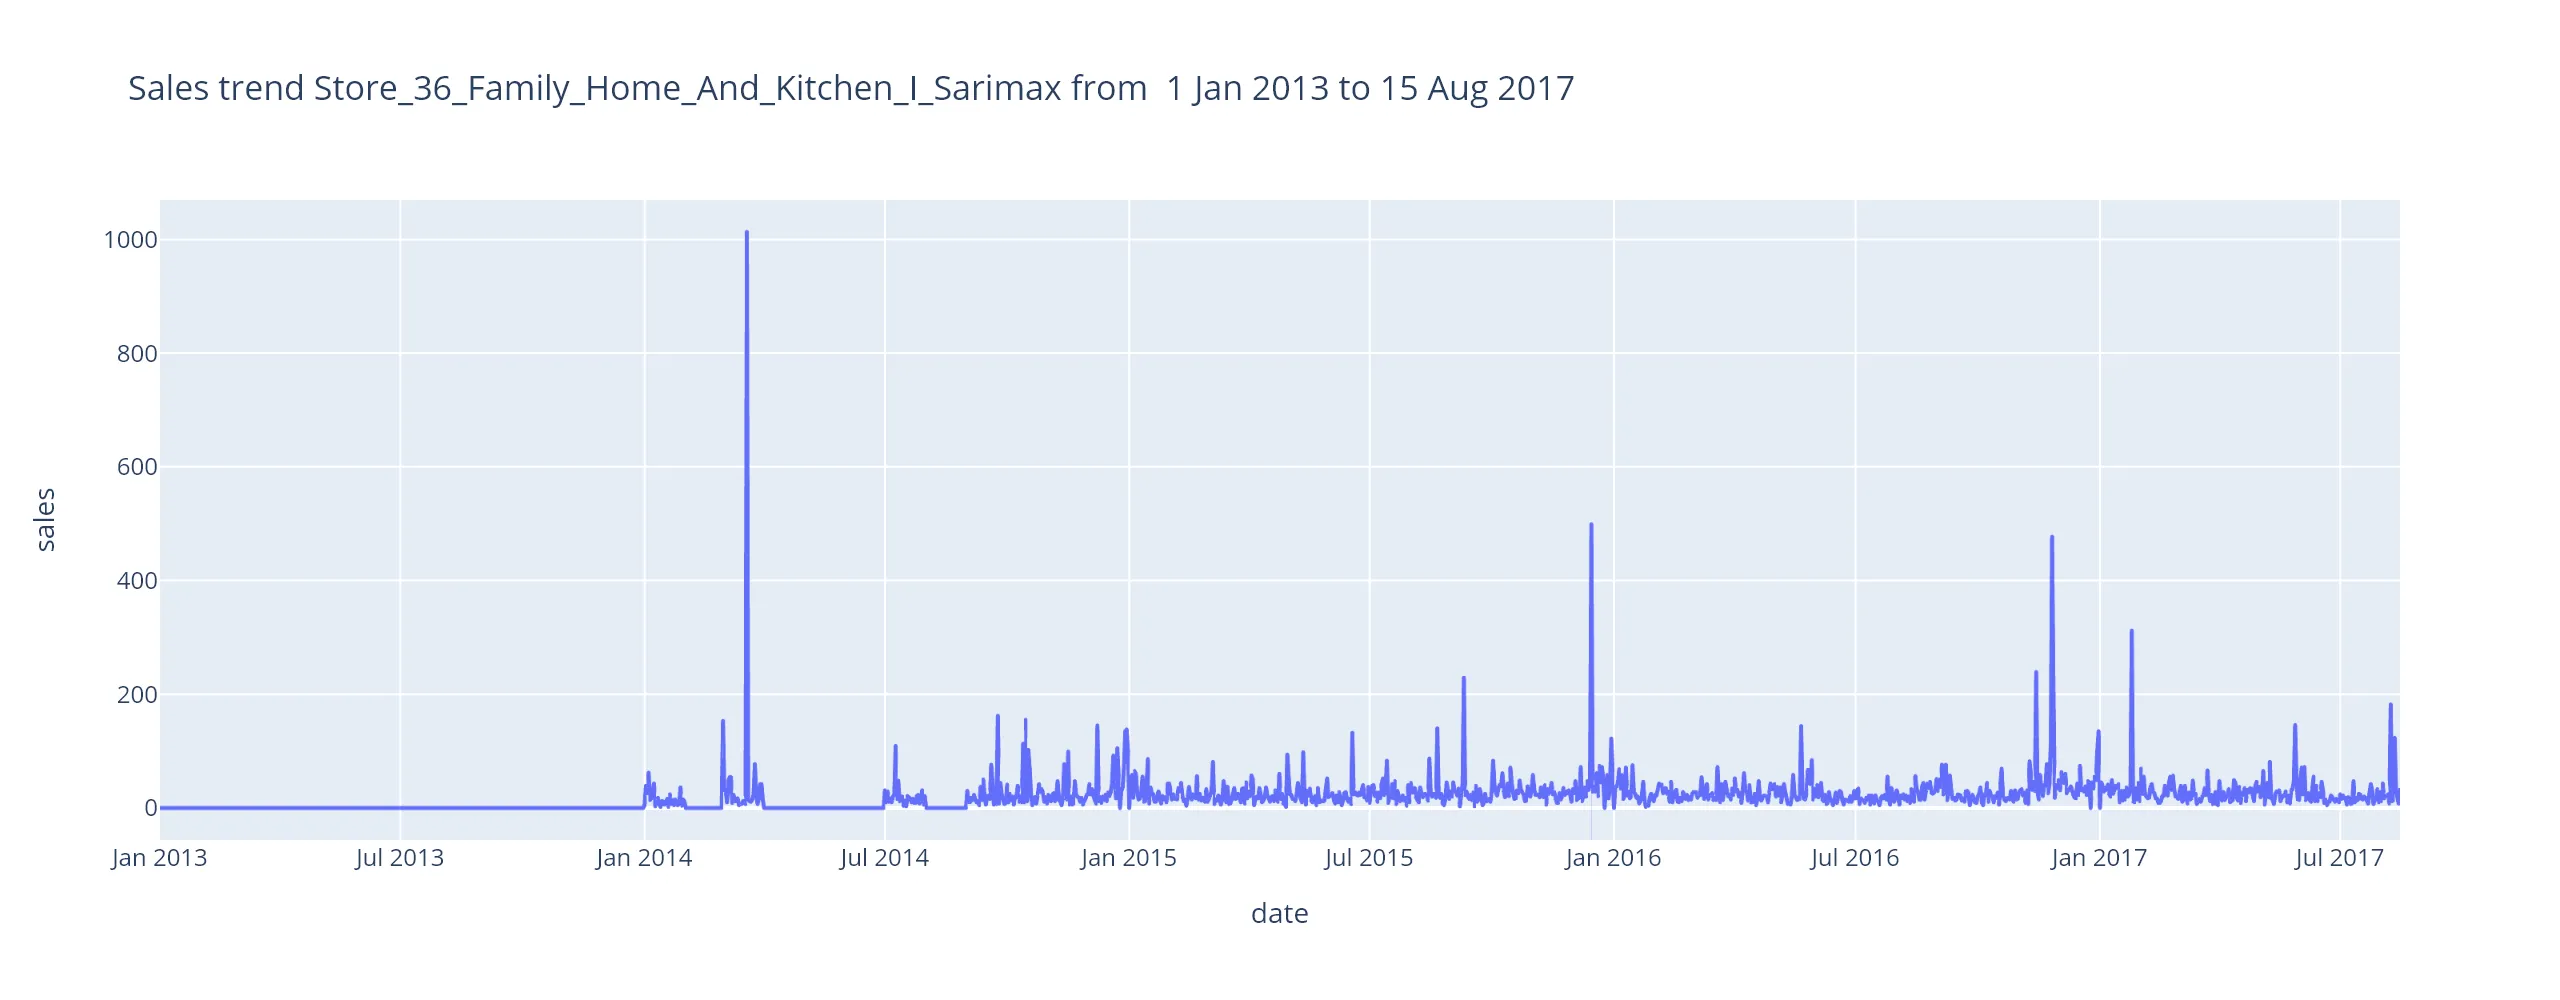 Sales trend Store_36_Family_Home_And_Kitchen_I_Sarimax from  1 Jan 2013 to 15 Aug 2017
1000
800
600
400
200
0
sales
Jan 2013 Jul 2013 Jan 2014 Jul 2014 Jan 2015 Jul 2015 Jan 2016 Jul 2016 Jan 2017 Jul 2017
date